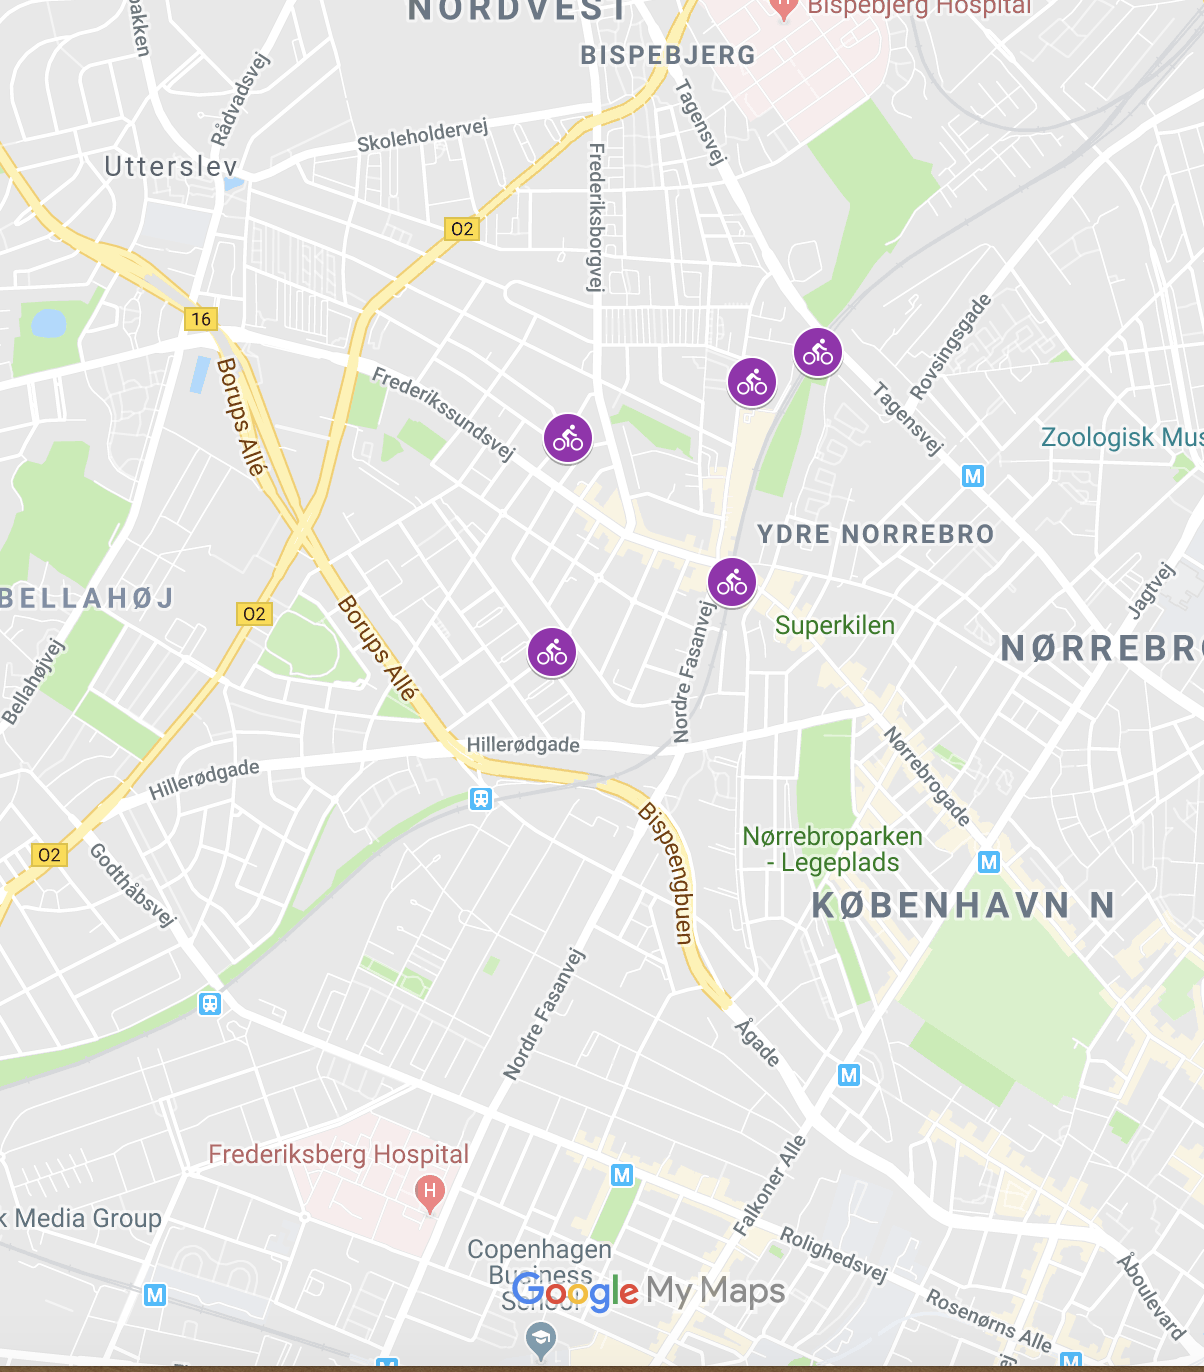 NORDVEST
Bispebjerg Hospital
BISPEBJERG
Rådvadsvej
Tagensvej
Skoleholdervej
Utterslev
Frederiksborgvej
O2
16
Rovsingsgade
Borups Allé
Frederikssundsvej
Tagensvej
Zoologisk Mus
M
YDRE NORREBRO
BELLAHØJ
O2
Jagtvej
Superkilen
Borups Allé
NØRREBRO
Bellahøjvej
Nordre Fasanvej
Hillerødgade
Hillerødgade
Nørrebrogade
Bispeengbuen
Nørrebroparken
- Legeplads
O2
M
Godthåbsvej
KØBENHAVN N
Nordre Fasanvej
Ågade
M
Frederiksberg Hospital
H
M
Falkoner Alle
k Media Group
Copenhagen
Business
School
Rolighedsvej
Google My Maps
Åboulevard
M
Rosenørns Alle
M